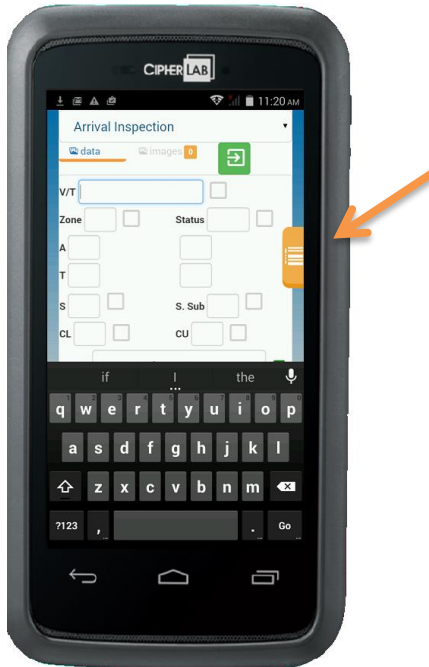 CIPHERLAB
11:20 AM
Arrival Inspection
data images 0
V/T
Zone Status
A
T
S S. Sub
CL CU
if I the
q w e r t y u i o p
a s d f g h j k l
z x c v b n m
?123 , . Go